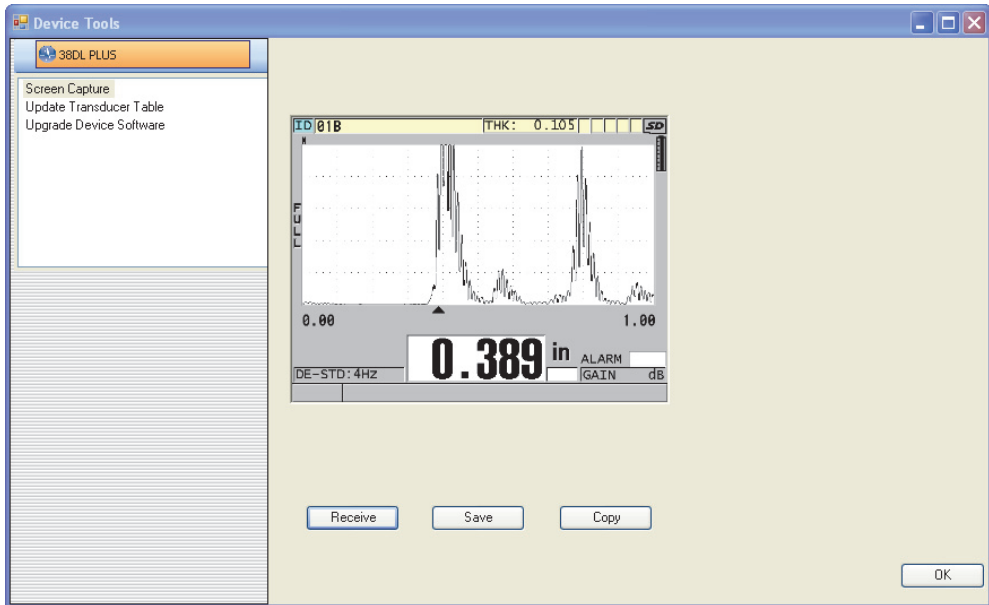 Device Tools
38DL PLUS
Screen Capture
Update Transducer Table
Upgrade Device Software
ID 01B THK: 0.105 SD
FULL
0.00 1.00
0.389 in ALARM
DE-STD:4HZ GAIN dB
Receive Save Copy
OK